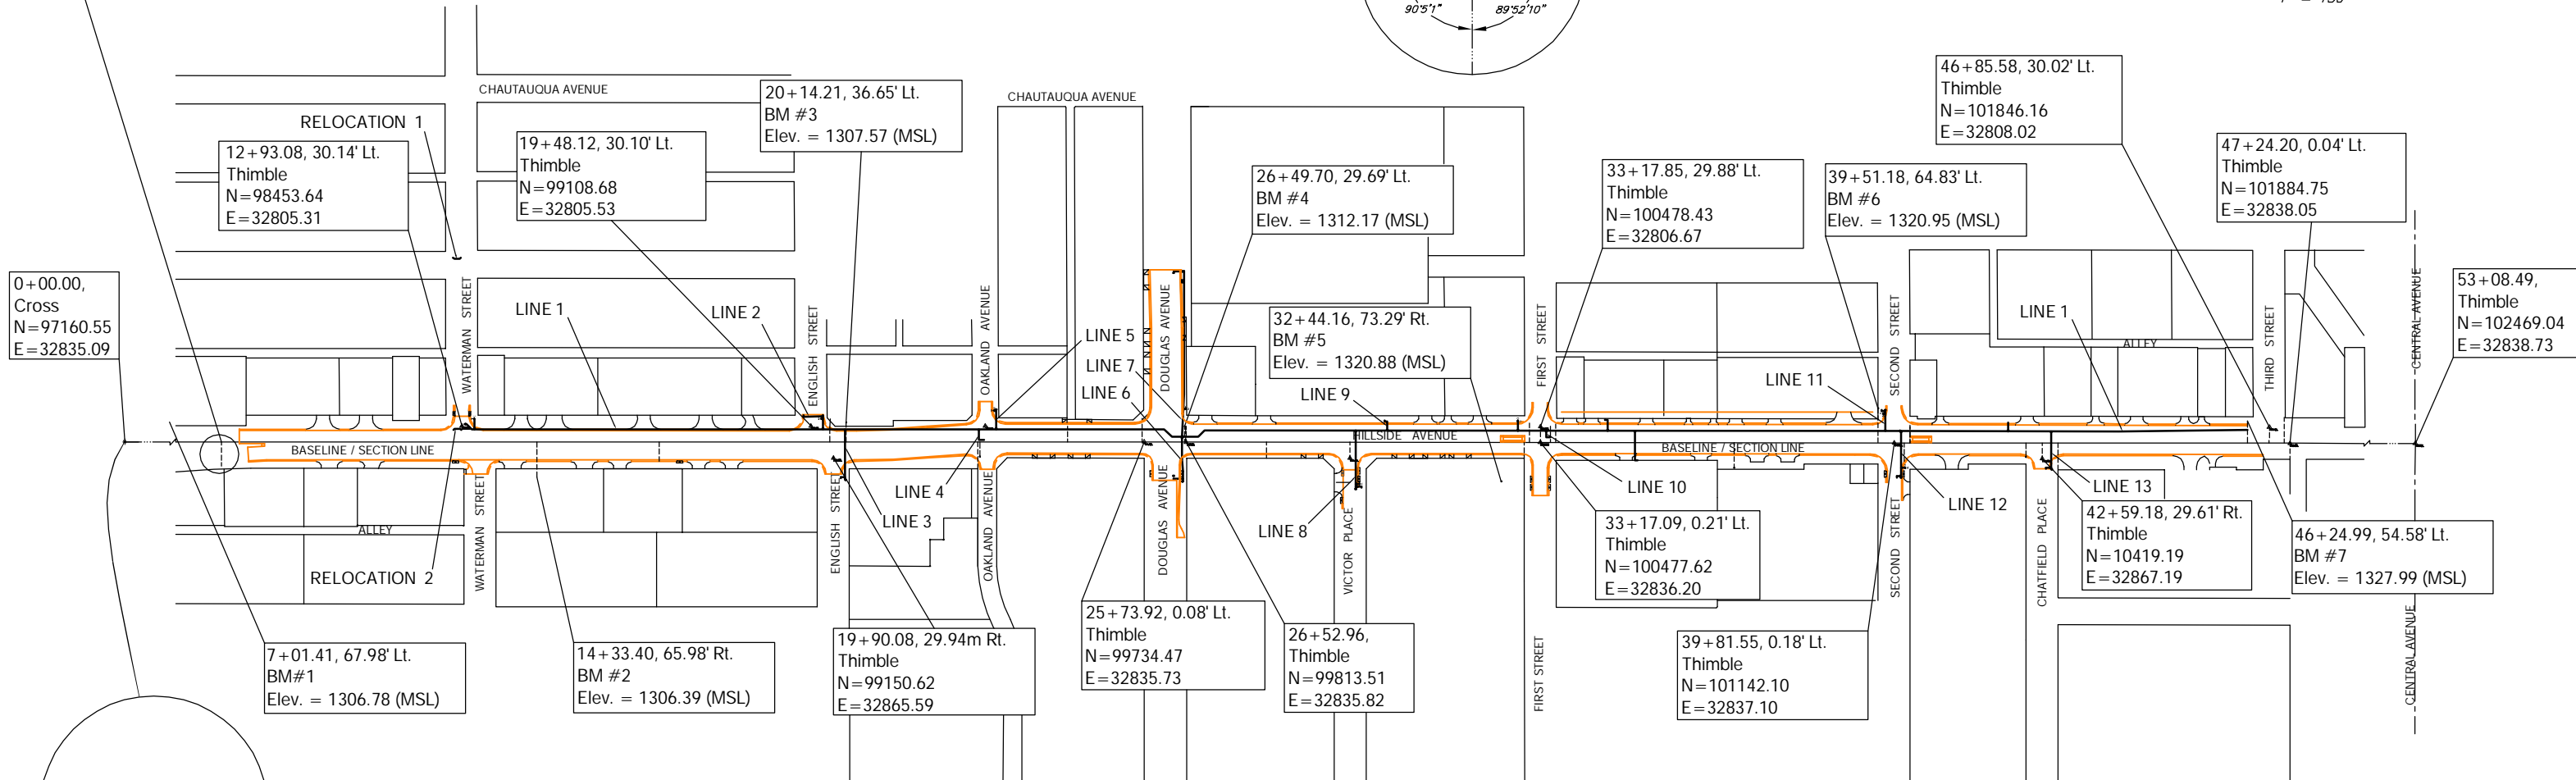 90°5'1"
89°52'10"
CHAUTAUQUA AVENUE
RELOCATION 1
12+93.08, 30.14' Lt.
Thimble
N=98453.64
E=32805.31
19+48.12, 30.10' Lt.
Thimble
N=99108.68
E=32805.53
20+14.21, 36.65' Lt.
BM #3
Elev. = 1307.57 (MSL)
CHAUTAUQUA AVENUE
26+49.70, 29.69' Lt.
BM #4
Elev. = 1312.17 (MSL)
33+17.85, 29.88' Lt.
Thimble
N=100478.43
E=32806.67
39+51.18, 64.83' Lt.
BM #6
Elev. = 1320.95 (MSL)
46+85.58, 30.02' Lt.
Thimble
N=101846.16
E=32808.02
47+24.20, 0.04' Lt.
Thimble
N=101884.75
E=32838.05
0+00.00,
Cross
N=97160.55
E=32835.09
53+08.49,
Thimble
N=102469.04
E=32838.73
32+44.16, 73.29' Rt.
BM #5
Elev. = 1320.88 (MSL)
WATERMAN STREET
LINE 1
LINE 2
ENGLISH STREET
OAKLAND AVENUE
LINE 5
LINE 7
LINE 6
DOUGLAS AVENUE
LINE 9
FIRST STREET
LINE 11
SECOND STREET
LINE 1
ALLEY
THIRD STREET
CENTRAL AVENUE
BASELINE / SECTION LINE
HILLSIDE AVENUE
BASELINE / SECTION LINE
ALLEY
RELOCATION 2
WATERMAN STREET
ENGLISH STREET
LINE 3
LINE 4
OAKLAND AVENUE
DOUGLAS AVENUE
LINE 8
VICTOR PLACE
FIRST STREET
LINE 10
SECOND STREET
LINE 12
CHATFIELD PLACE
LINE 13
CENTRAL AVENUE
7+01.41, 67.98' Lt.
BM#1
Elev. = 1306.78 (MSL)
14+33.40, 65.98' Rt.
BM #2
Elev. = 1306.39 (MSL)
19+90.08, 29.94m Rt.
Thimble
N=99150.62
E=32865.59
25+73.92, 0.08' Lt.
Thimble
N=99734.47
E=32835.73
26+52.96,
Thimble
N=99813.51
E=32835.82
33+17.09, 0.21' Lt.
Thimble
N=100477.62
E=32836.20
39+81.55, 0.18' Lt.
Thimble
N=101142.10
E=32837.10
42+59.18, 29.61' Rt.
Thimble
N=10419.19
E=32867.19
46+24.99, 54.58' Lt.
BM #7
Elev. = 1327.99 (MSL)